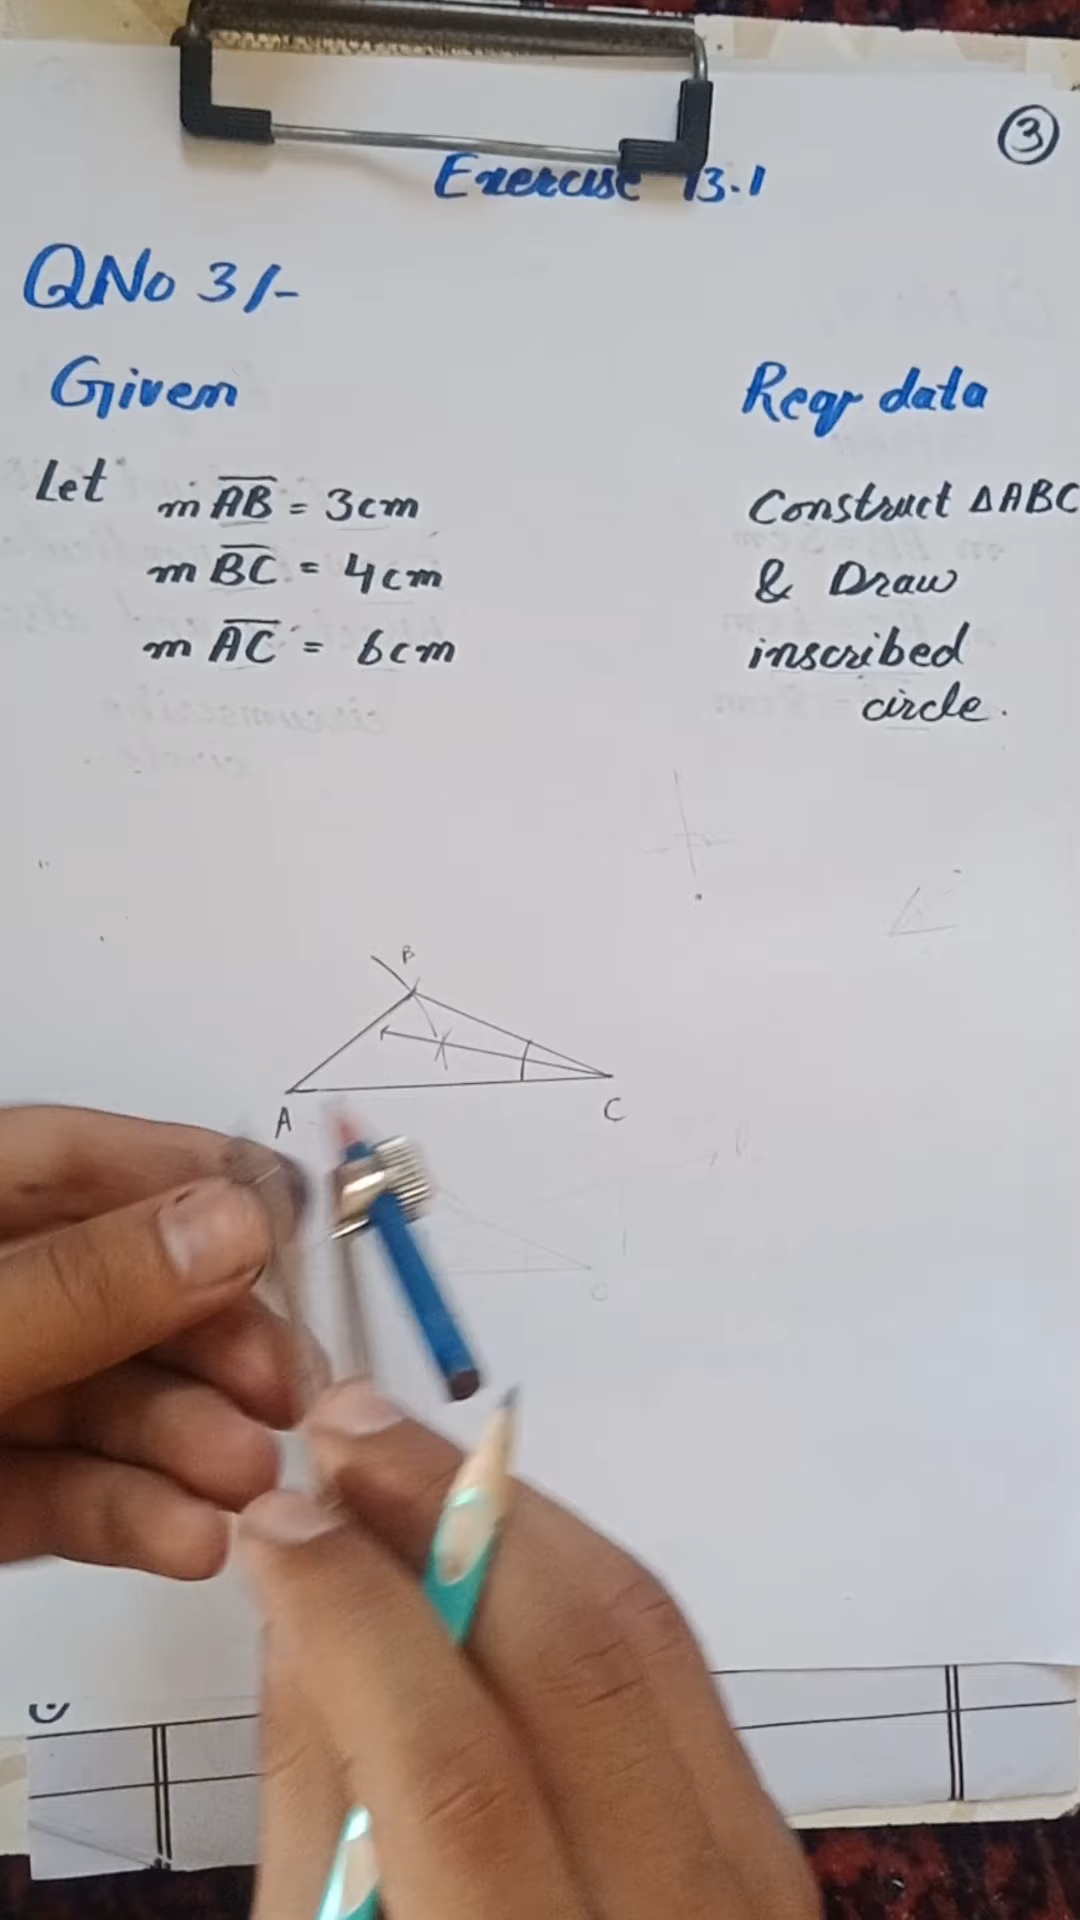 3
Exercise 13.1
QNo 3/-
Given
Let m AB = 3cm
m BC = 4cm
m AC = 6cm
Reqr data
Construct ΔABC
& Draw
inscribed
circle.
B
A
C
C